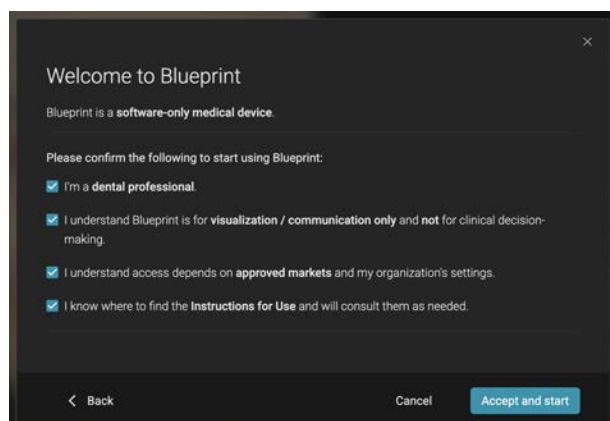 Welcome to Blueprint
Blueprint is a software-only medical device.
Please confirm the following to start using Blueprint:
I'm a dental professional.
I understand Blueprint is for visualization / communication only and not for clinical decision-
making.
I understand access depends on approved markets and my organization's settings.
I know where to find the Instructions for Use and will consult them as needed.
Back
Cancel
Accept and start